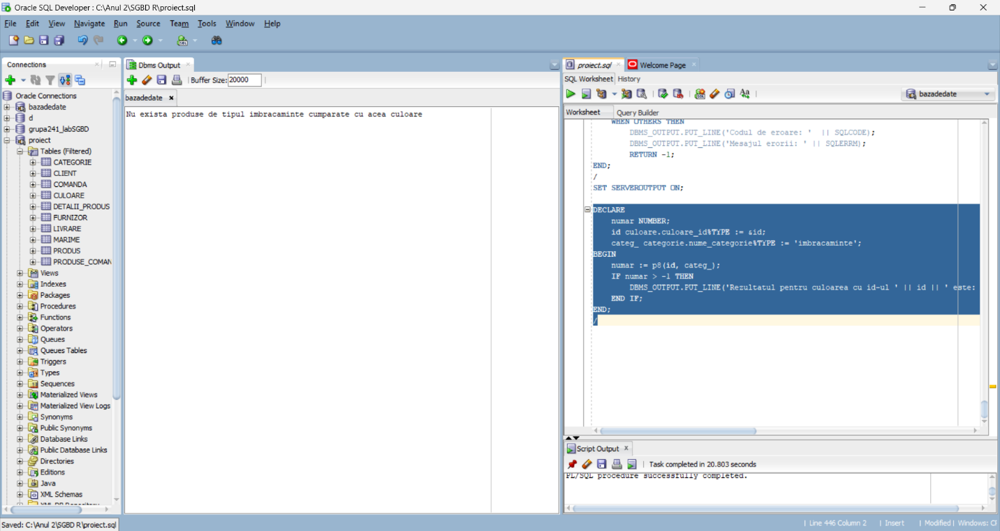 Oracle SQL Developer : C:\Anul 2\SGBD R\proiect.sql
File Edit View Navigate Run Source Team Tools Window Help
Connections
Oracle Connections
bazadedate
d
grupa241_labSGBD
proiect
Tables (Filtered)
CATEGORIE
CLIENT
COMANDA
CULOARE
DETALII_PRODUS
FURNIZOR
LIVRARE
MARIME
PRODUS
PRODUSE_COMAN
Views
Indexes
Packages
Procedures
Functions
Operators
Queues
Queues Tables
Triggers
Types
Sequences
Materialized Views
Materialized View Logs
Synonyms
Public Synonyms
Database Links
Public Database Links
Directories
Editions
Java
XML Schemas
XML DB Repository
Dbms Output
Buffer Size: 20000
bazadedate
Nu exista produse de tipul imbracaminte cumparate cu acea culoare
proiect.sql Welcome Page
SQL Worksheet History
bazadedate
Worksheet Query Builder
WHEN OTHERS THEN
DBMS_OUTPUT.PUT_LINE('Codul de eroare: ' || SQLCODE);
DBMS_OUTPUT.PUT_LINE('Mesajul erorii: ' || SQLERRM);
RETURN -1;
END;
/
SET SERVEROUTPUT ON;
DECLARE
numar NUMBER;
id culoare.culoare_id%TYPE := &id;
categ_ categorie.nume_categorie%TYPE := 'imbracaminte';
BEGIN
numar := p8(id, categ_);
IF numar > -1 THEN
DBMS_OUTPUT.PUT_LINE('Rezultatul pentru culoarea cu id-ul ' || id || ' este:
END IF;
END;
/
Script Output
Task completed in 20.803 seconds
PL/SQL procedure successfully completed.
Saved: C:\Anul 2\SGBD R\proiect.sql
Line 446 Column 2 Insert Modified Windows: CR